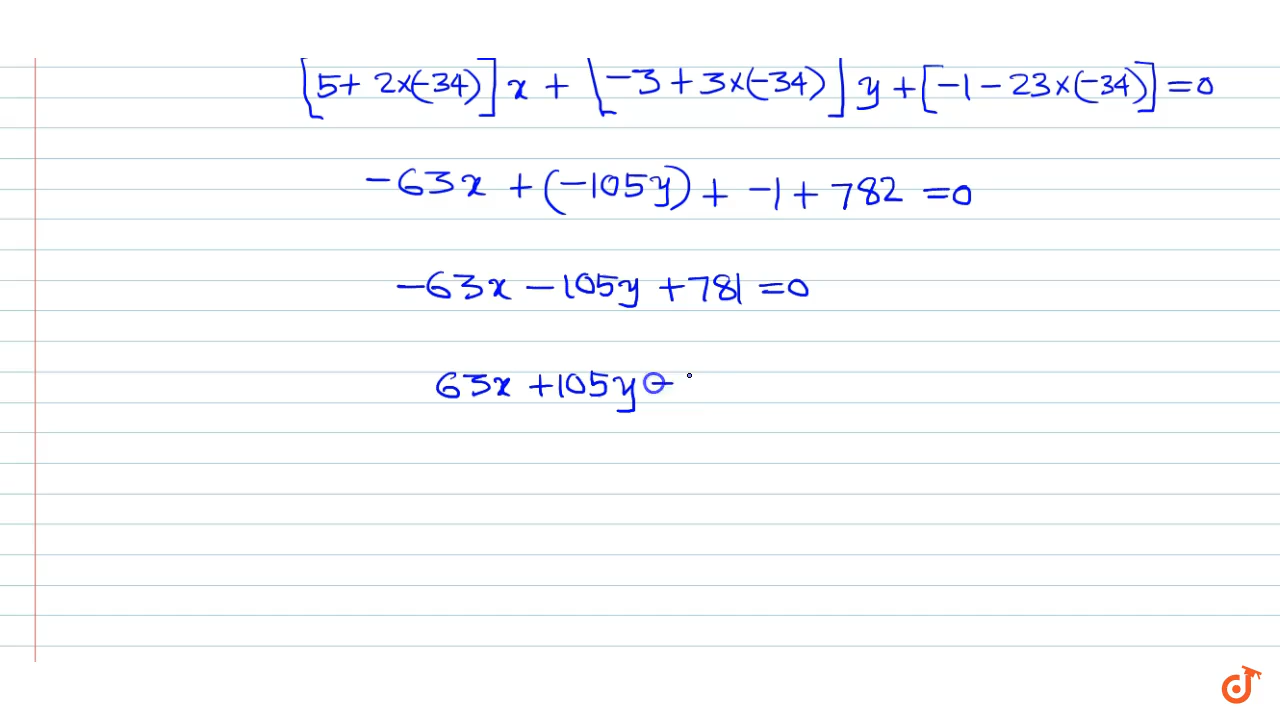 [5+ 2×(-34)] x + [-3 + 3×(-34)] y + [-1 - 23×(-34)] = 0
-63x + (-105y) + -1 + 782 = 0
-63x - 105y + 781 = 0
63x + 105y -